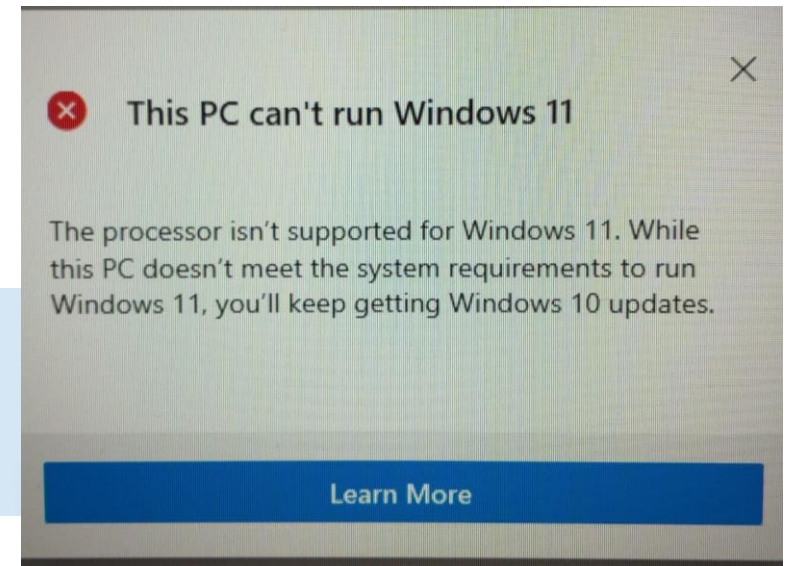 This PC can't run Windows 11
The processor isn't supported for Windows 11. While
this PC doesn't meet the system requirements to run
Windows 11, you'll keep getting Windows 10 updates.
Learn More